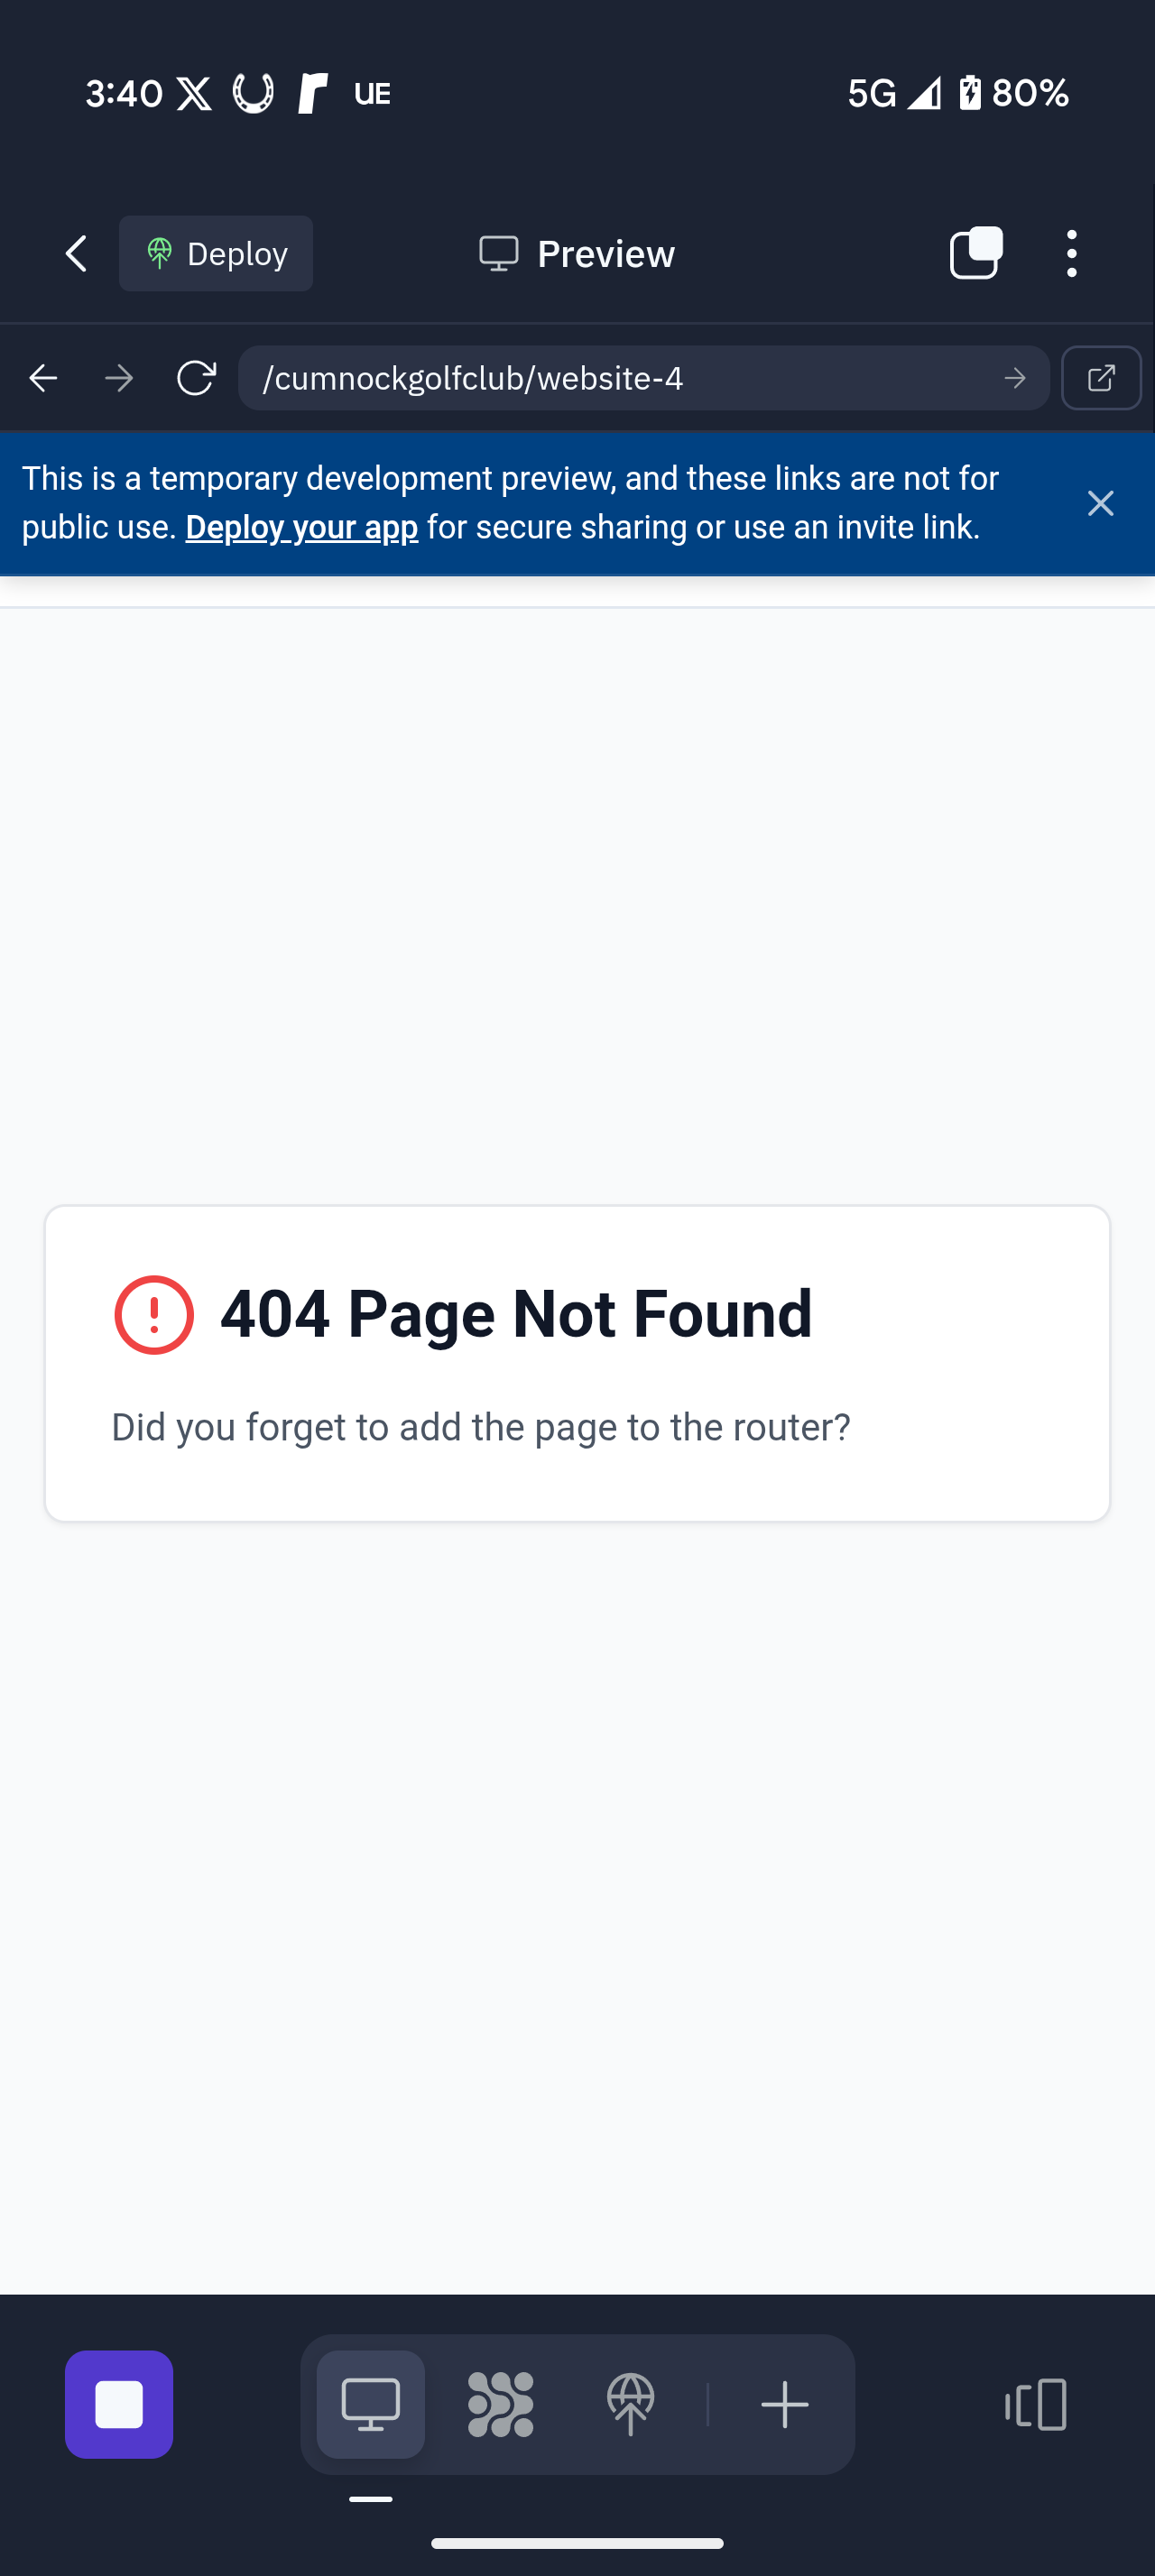 3:40 X UE 5G 80%
Deploy Preview
/cumnockgolfclub/website-4
This is a temporary development preview, and these links are not for
public use. Deploy your app for secure sharing or use an invite link.
404 Page Not Found
Did you forget to add the page to the router?